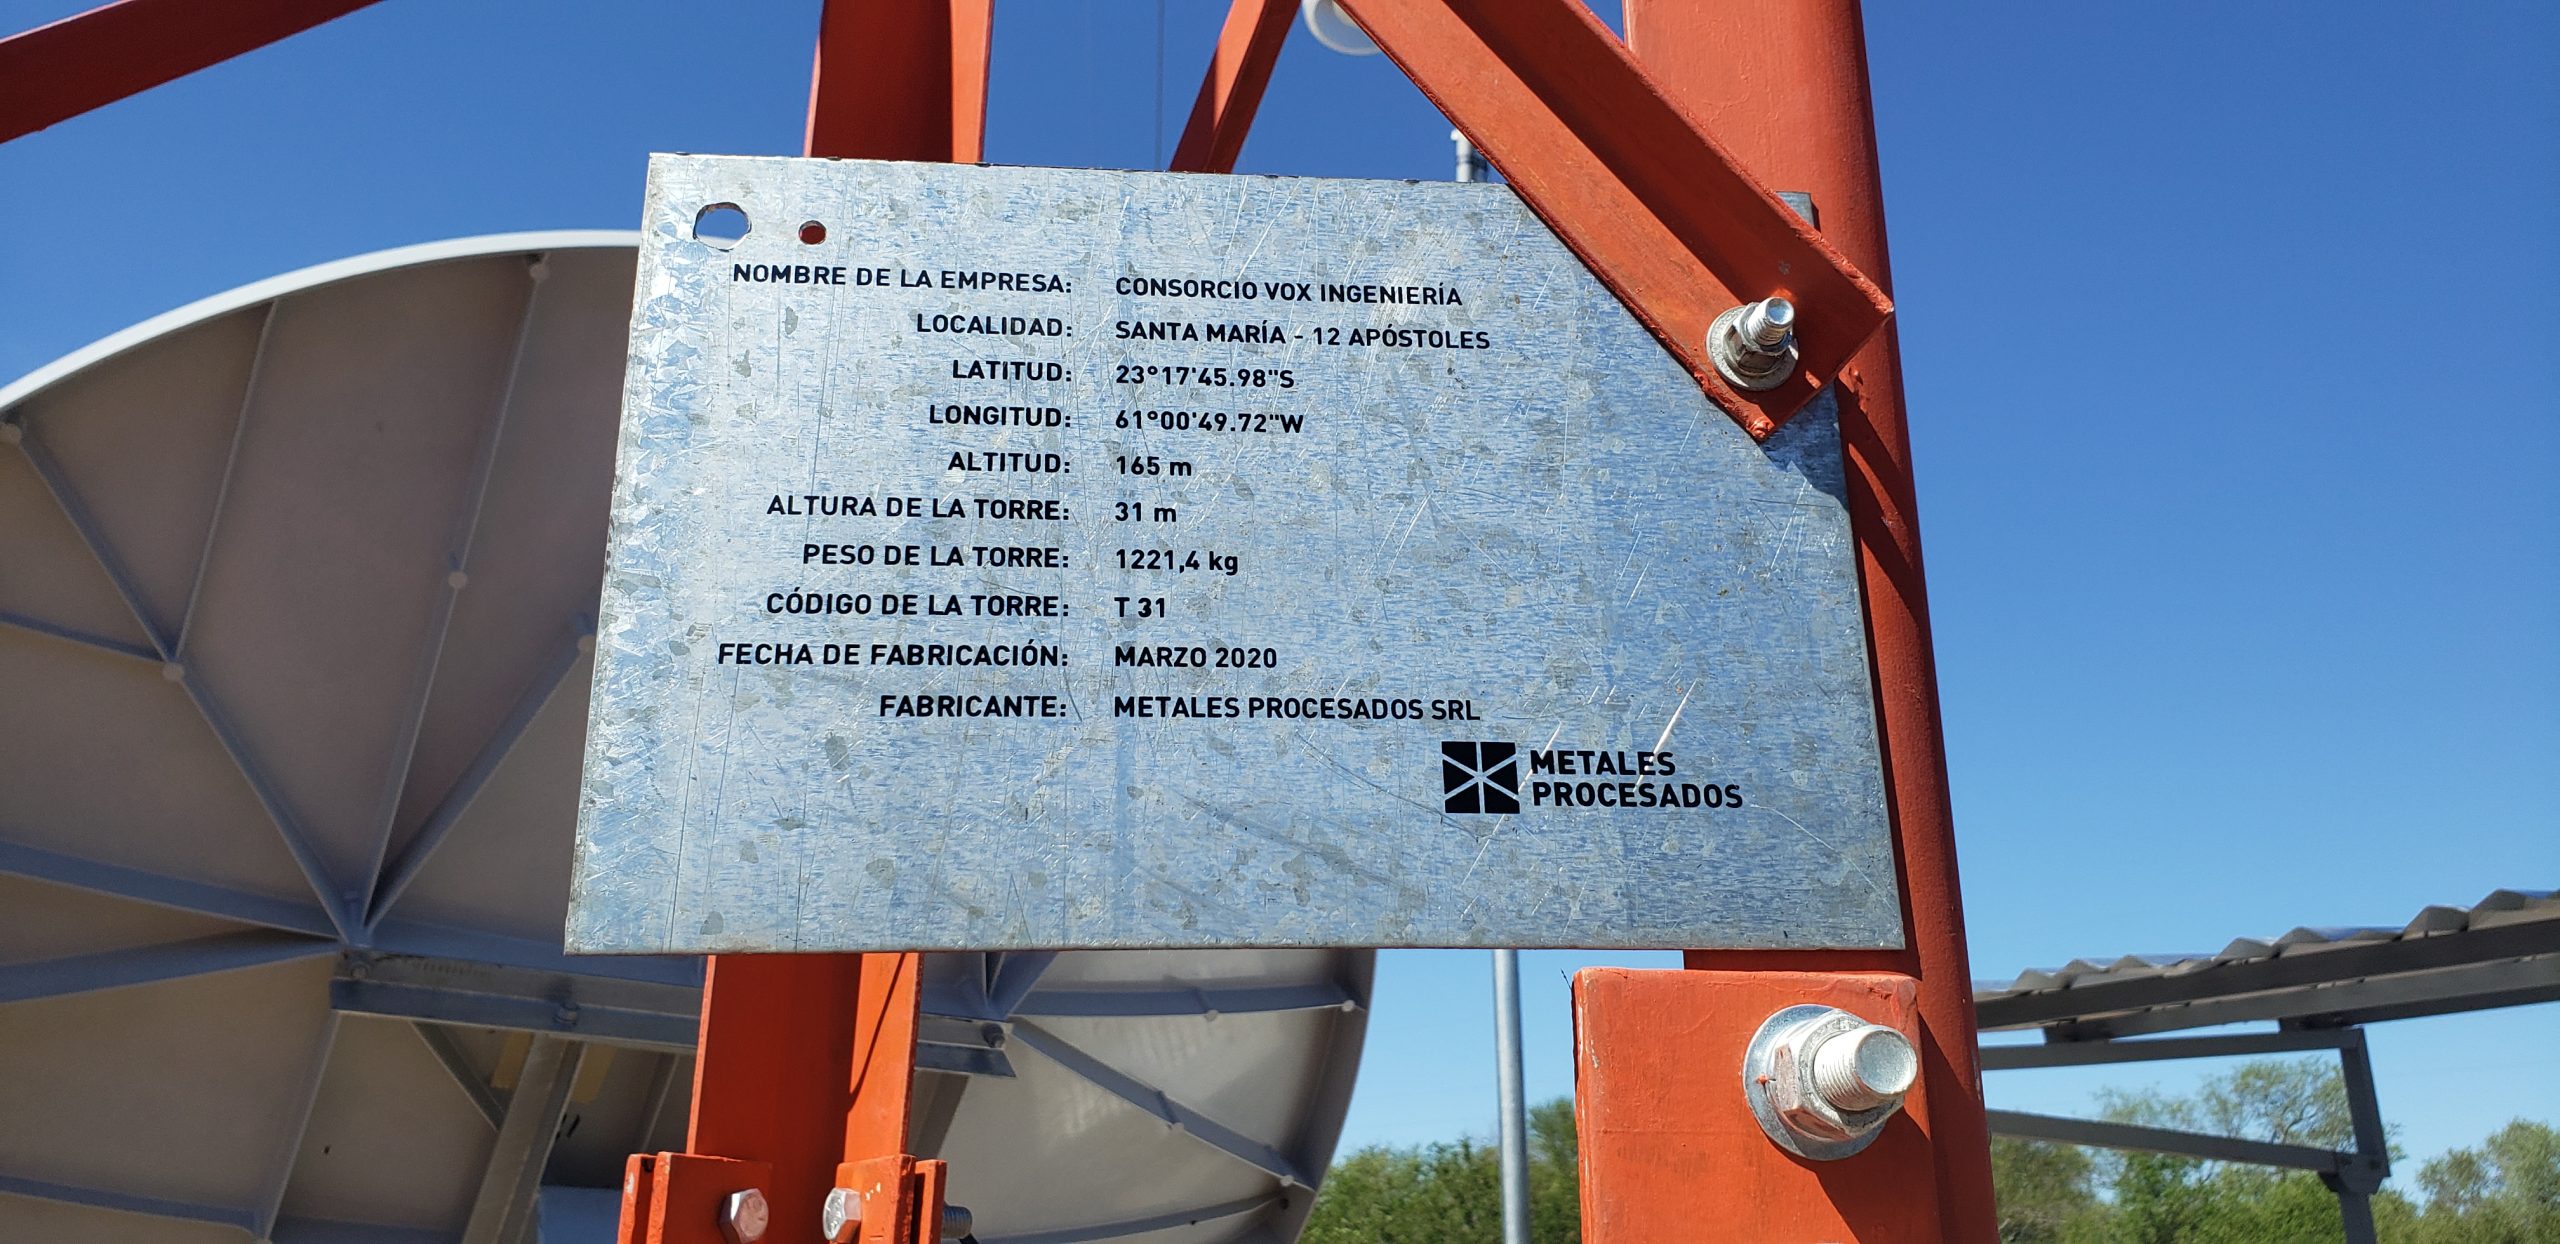 NOMBRE DE LA EMPRESA: CONSORCIO VOX INGENIERÍA
LOCALIDAD: SANTA MARÍA - 12 APÓSTOLES
LATITUD: 23°17'45.98"S
LONGITUD: 61°00'49.72"W
ALTITUD: 165 m
ALTURA DE LA TORRE: 31 m
PESO DE LA TORRE: 1221,4 kg
CÓDIGO DE LA TORRE: T 31
FECHA DE FABRICACIÓN: MARZO 2020
FABRICANTE: METALES PROCESADOS SRL
METALES
PROCESADOS